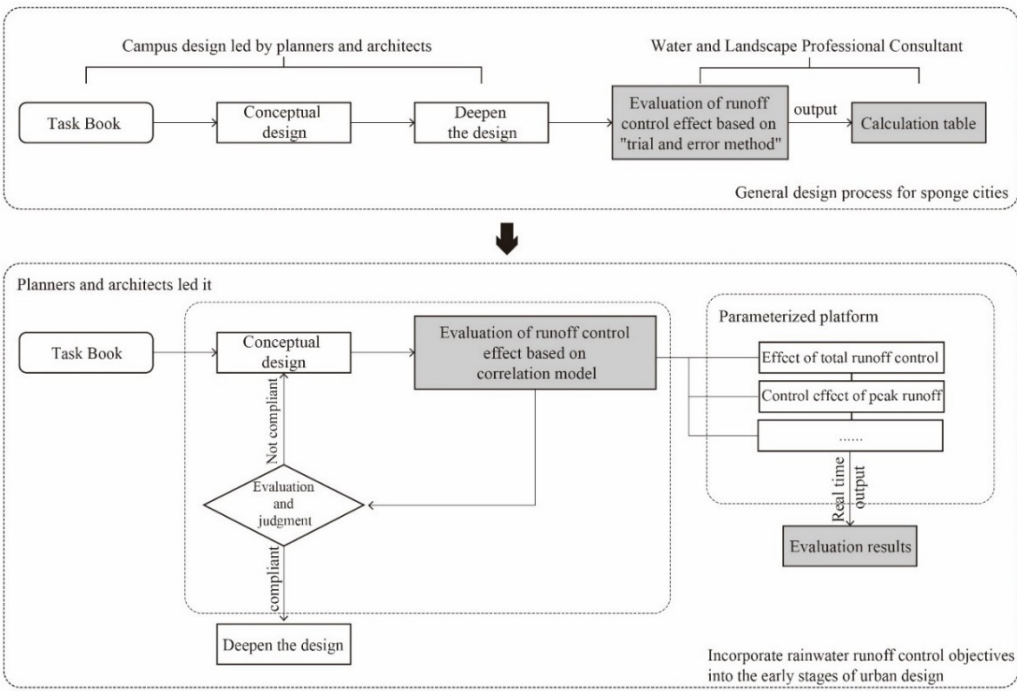 Campus design led by planners and architects
Water and Landscape Professional Consultant
Task Book
Conceptual
design
Deepen
the design
Evaluation of runoff
control effect based on
"trial and error method"
output
Calculation table
General design process for sponge cities
Planners and architects led it
Task Book
Conceptual
design
Evaluation of runoff control
effect based on
correlation model
Parameterized platform
Effect of total runoff control
Control effect of peak runoff
......
Not compliant
Evaluation
and
judgment
Real time
output
Evaluation results
compliant
Deepen the design
Incorporate rainwater runoff control objectives
into the early stages of urban design